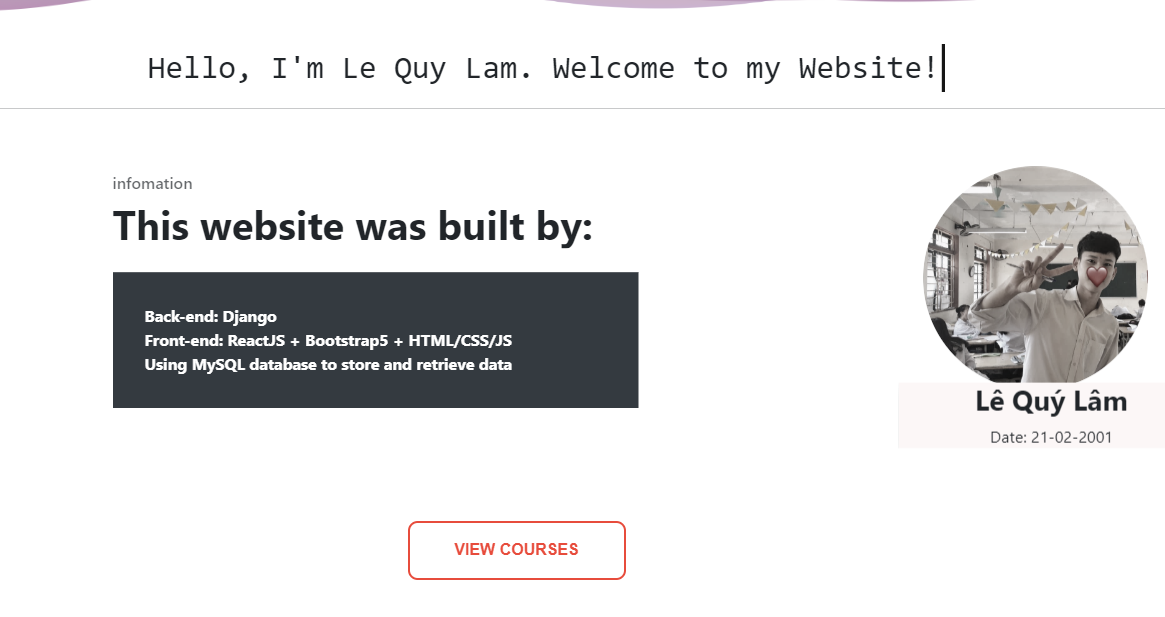 Hello, I'm Le Quy Lam. Welcome to my Website!
infomation
This website was built by:
Back-end: Django
Front-end: ReactJS + Bootstrap5 + HTML/CSS/JS
Using MySQL database to store and retrieve data
Lê Quý Lâm
Date: 21-02-2001
VIEW COURSES